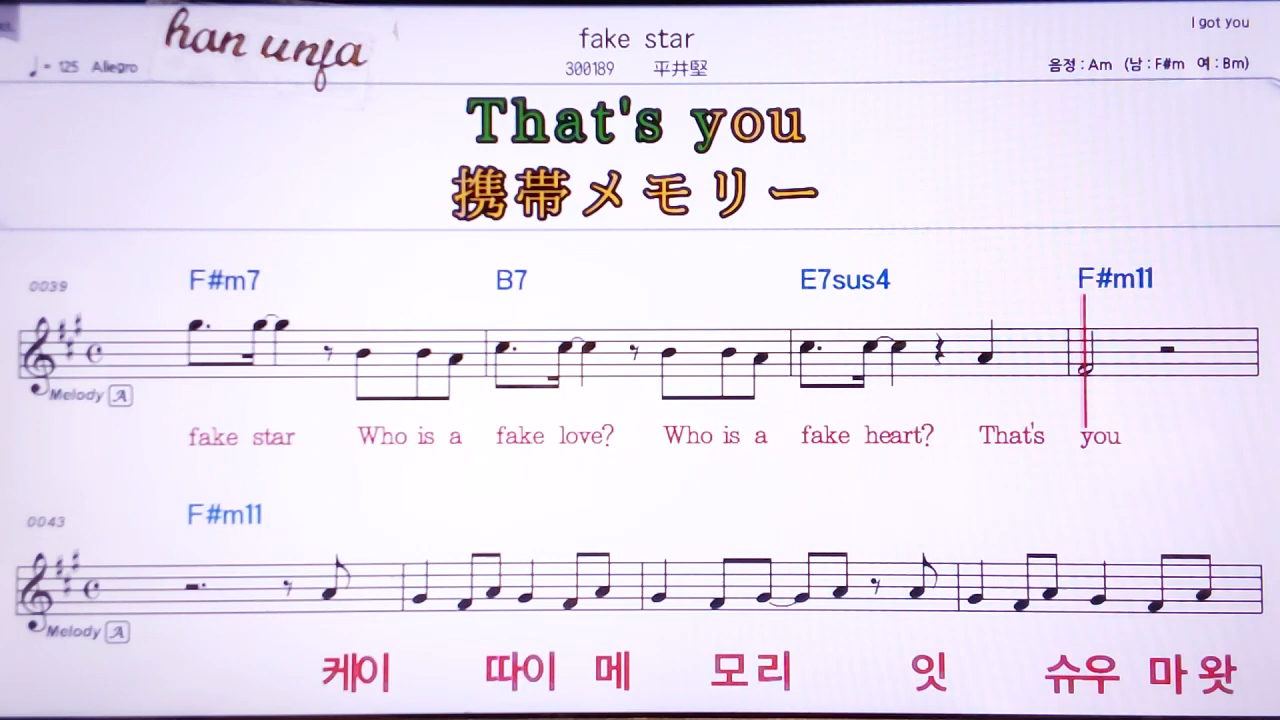 han unfa
fake star
I got you
♩= 125 Allegro
300189 平井堅
음정 : Am (남 : F#m 여 : Bm)
That's you
携帯メモリー
0039 F#m7 B7 E7sus4 F#m11
Melody A
fake star Who is a fake love? Who is a fake heart? That's you
0043 F#m11
Melody A
케이 따이 메 모리 잇 슈우 마 왓